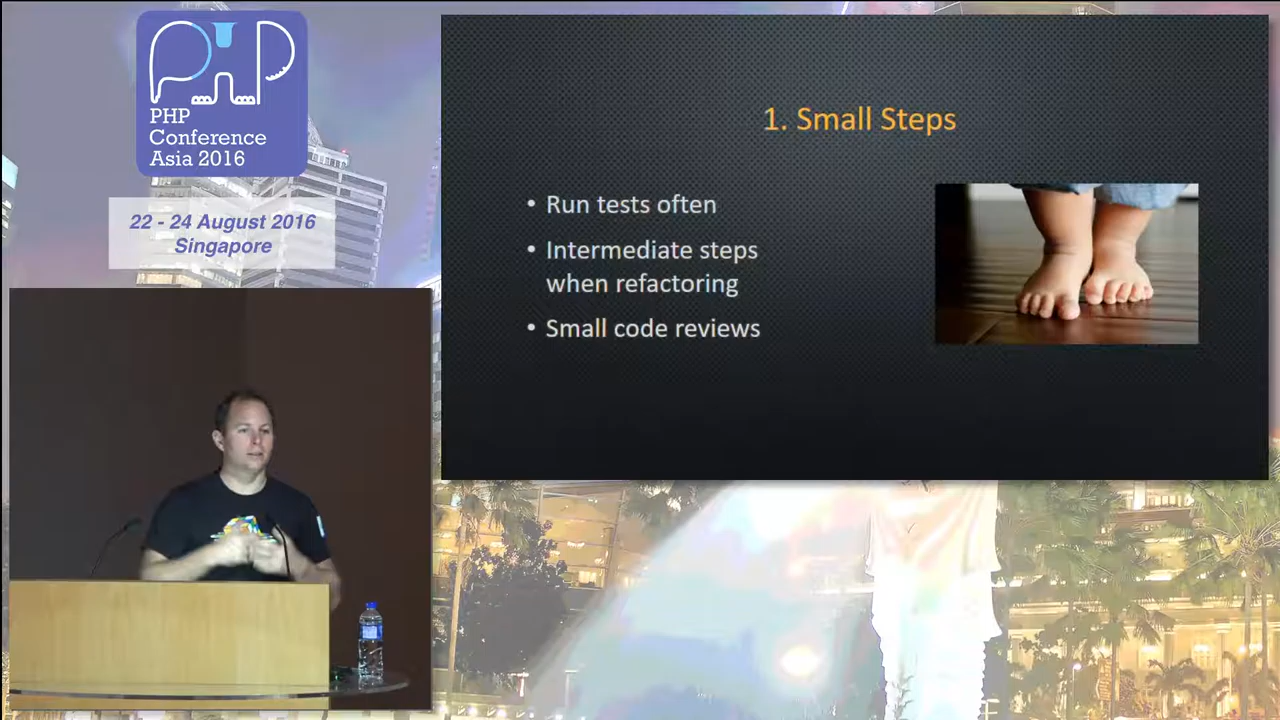 PHP
Conference
Asia 2016
22 - 24 August 2016
Singapore
1. Small Steps
• Run tests often
• Intermediate steps
when refactoring
• Small code reviews